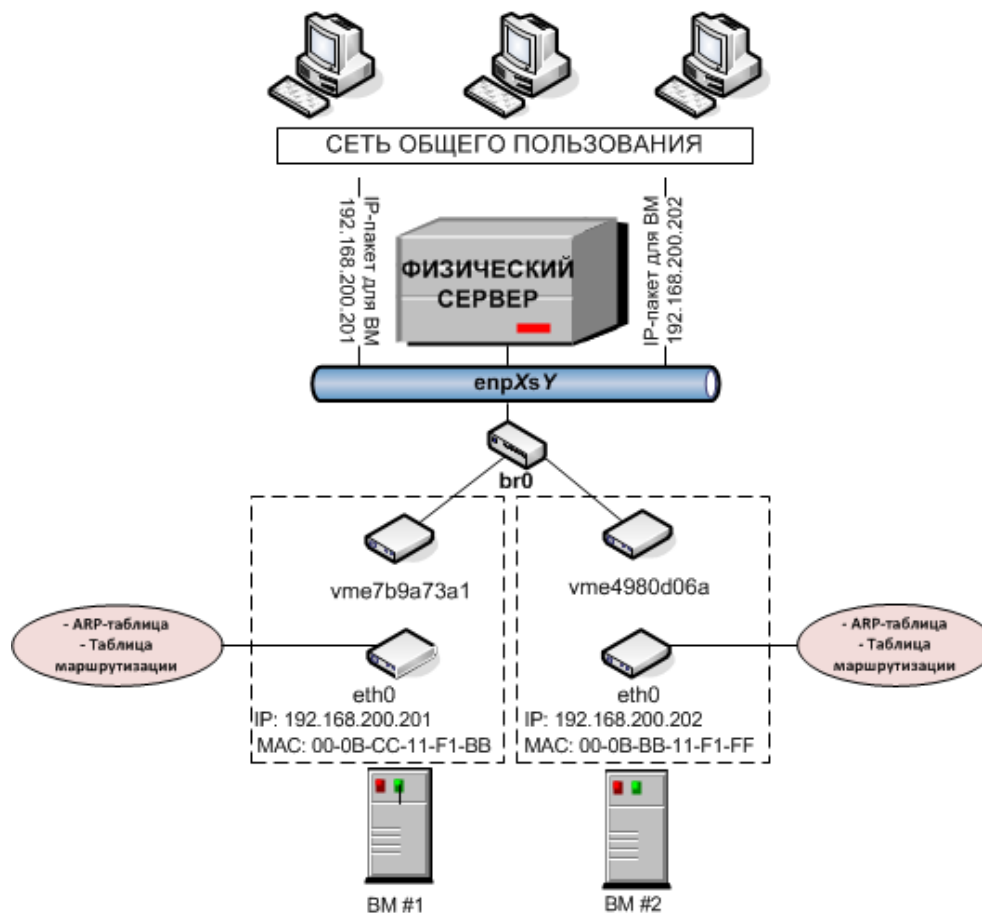 СЕТЬ ОБЩЕГО ПОЛЬЗОВАНИЯ
IP-пакет для ВМ
192.168.200.201
ФИЗИЧЕСКИЙ
СЕРВЕР
IP-пакет для ВМ
192.168.200.202
enpXsY
br0
vme7b9a73a1
vme4980d06a
- ARP-таблица
- Таблица
маршрутизации
- ARP-таблица
- Таблица
маршрутизации
eth0
IP: 192.168.200.201
MAC: 00-0B-CC-11-F1-BB
eth0
IP: 192.168.200.202
MAC: 00-0B-BB-11-F1-FF
ВМ #1
ВМ #2